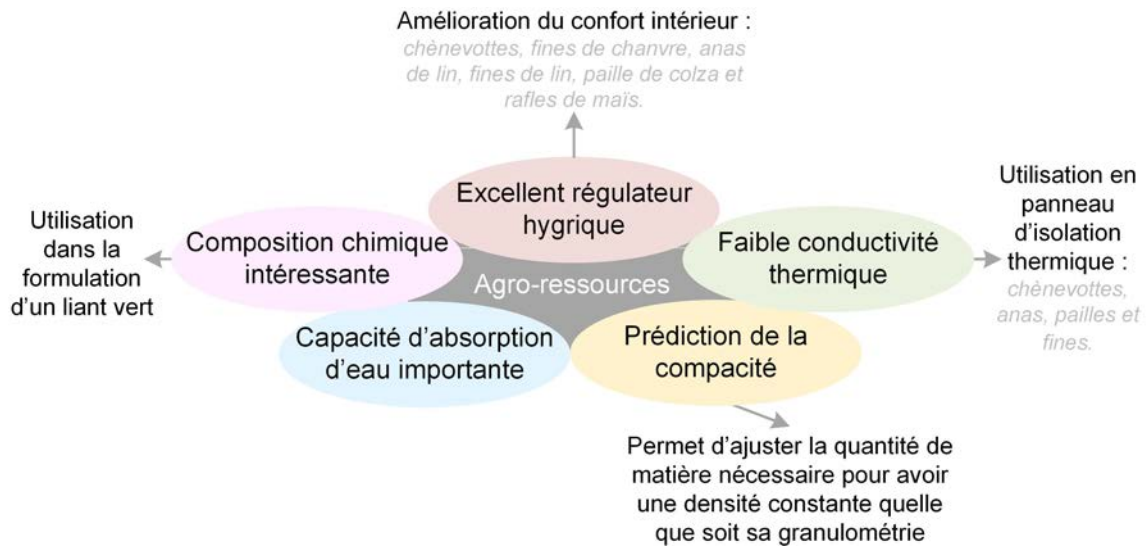 Amélioration du confort intérieur :
chènevottes, fines de chanvre, anas
de lin, fines de lin, paille de colza et
rafles de maïs.
Excellent régulateur
hygrique
Utilisation
dans la
formulation
d’un liant vert
Composition chimique
intéressante
Faible conductivité
thermique
Utilisation en
panneau
d’isolation
thermique :
chènevottes,
anas, pailles et
fines.
Agro-ressources
Capacité d’absorption
d’eau importante
Prédiction de la
compacité
Permet d’ajuster la quantité de
matière nécessaire pour avoir
une densité constante quelle
que soit sa granulométrie